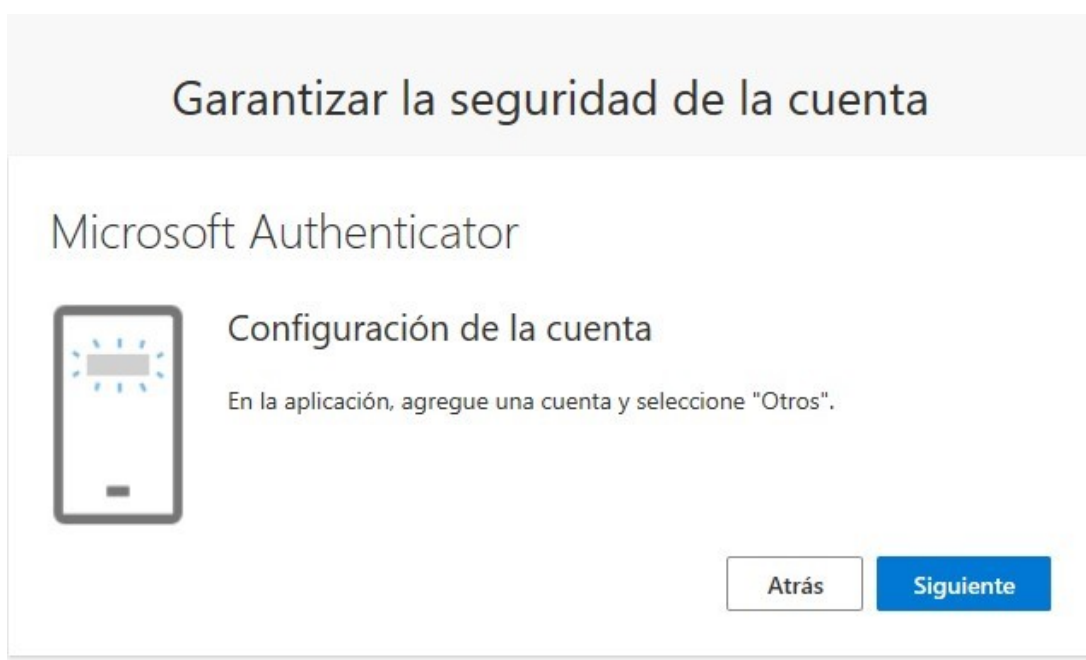 Garantizar la seguridad de la cuenta
Microsoft Authenticator
Configuración de la cuenta
En la aplicación, agregue una cuenta y seleccione "Otros".
Atrás
Siguiente